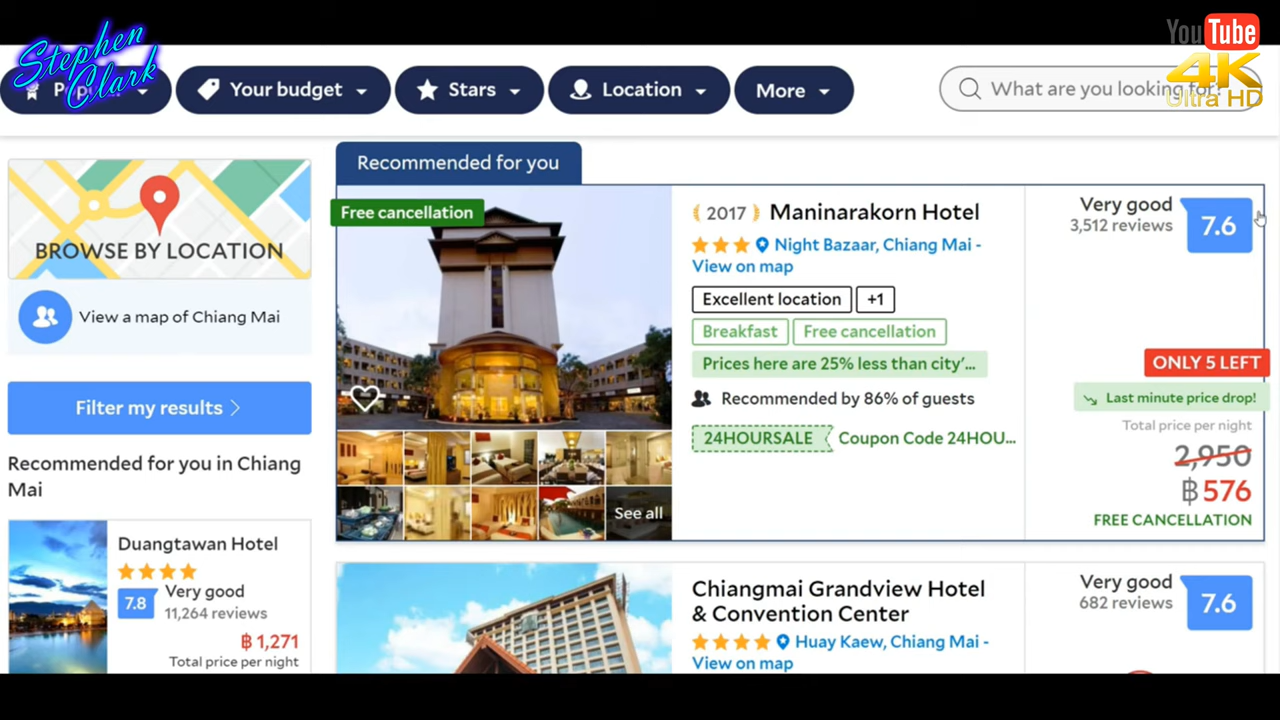 Stephen
Clark
YouTube
4K
Ultra HD
Your budget
Stars
Location
More
What are you looking for?
BROWSE BY LOCATION
View a map of Chiang Mai
Filter my results
Recommended for you in Chiang
Mai
Duangtawan Hotel
7.8
Very good
11,264 reviews
฿ 1,271
Total price per night
Recommended for you
Free cancellation
See all
2017 Maninarakorn Hotel
Night Bazaar, Chiang Mai -
View on map
Excellent location +1
Breakfast Free cancellation
Prices here are 25% less than city'...
Recommended by 86% of guests
24HOURSALE Coupon Code 24HOU...
Very good
3,512 reviews
7.6
ONLY 5 LEFT
Last minute price drop!
Total price per night
2,950
฿ 576
FREE CANCELLATION
Chiangmai Grandview Hotel
& Convention Center
Huay Kaew, Chiang Mai -
View on map
Very good
682 reviews
7.6